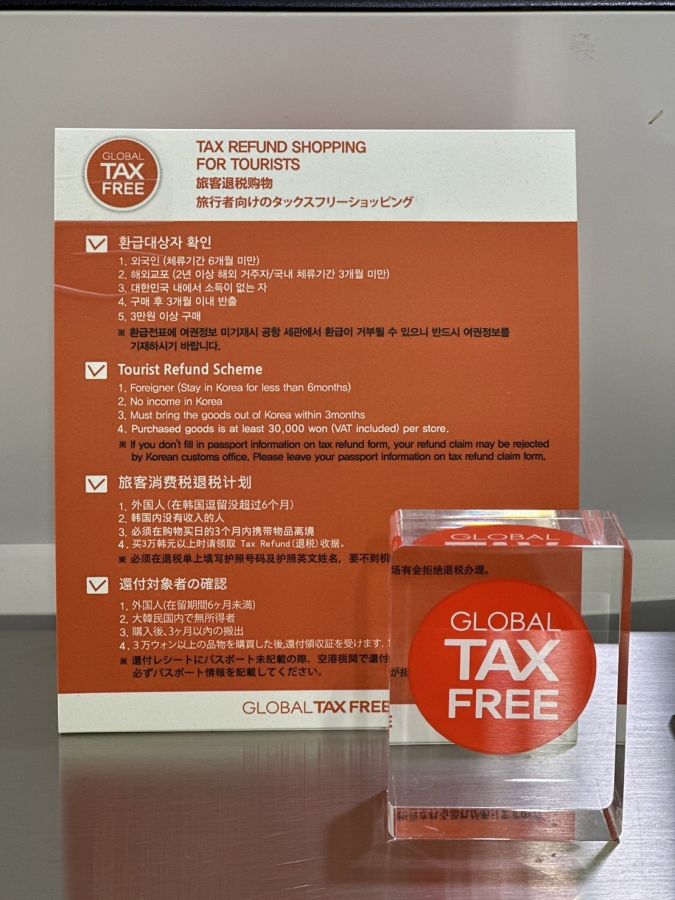 GLOBAL
TAX
FREE
TAX REFUND SHOPPING
FOR TOURISTS
旅客退税购物
旅行者向けのタックスフリーショッピング
환급대상자 확인
1. 외국인 (체류기간 6개월 미만)
2. 해외교포 (2년 이상 해외 거주자/국내 체류기간 3개월 미만)
3. 대한민국 내에서 소득이 없는 자
4. 구매 후 3개월 이내 반출
5. 3만원 이상 구매
※ 환급전표에 여권정보 미기재시 공항 세관에서 환급이 거부될 수 있으니 반드시 여권정보를
기재하시기 바랍니다.
Tourist Refund Scheme
1. Foreigner (Stay in Korea for less than 6months)
2. No income in Korea
3. Must bring the goods out of Korea within 3months
4. Purchased goods is at least 30,000 won (VAT included) per store.
※ If you don't fill in passport information on tax refund form, your refund claim may be rejected
by Korean customs office. Please leave your passport information on tax refund claim form.
旅客消费税退税计划
1. 外国人(在韩国逗留没超过6个月)
2. 韩国内没有收入的人
3. 必须在购物买日的3个月内携带物品离境
4. 买3万韩元以上时请领取 Tax Refund(退税)收据。
※ 必须在退税单上填写护照号码及护照英文姓名, 要不到机场有会拒绝退税办理。
還付対象者の確認
1. 外国人(在留期間6ヶ月未満)
2. 大韓民国内で無所得者
3. 購入後、3ヶ月以内の搬出
4. 3万ウォン以上の品物を購買した後,還付領収証を受けます.
※ 還付レシートにパスポート未記載の際、空港税関で還付
必ずパスポート情報を記載してください。
GLOBAL TAX FREE
GLOBAL
GLOBAL
TAX
FREE